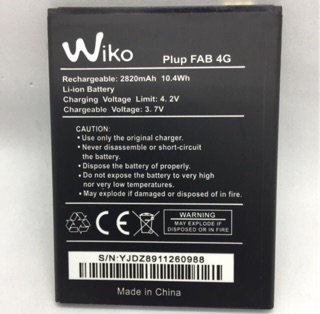 Wiko Plup FAB 4G
Rechargeable: 2820mAh 10.4Wh
Li-ion Battery
Charging Voltage Limit: 4. 2V
Chargeable Voltage: 3. 7V
CAUTION:
• Use only the original charger.
• Never disassemble or short-circuit
the battery.
• Dispose the battery of properly.
• Do not expose the battery to high
nor very low temperatures.
• May explode if damaged or disposed of in fire.
CE
WARNING
MAY EXPLODE IF
DISPOSED OF IN FIRE
S/N:YJDZ8911260988
Made in China